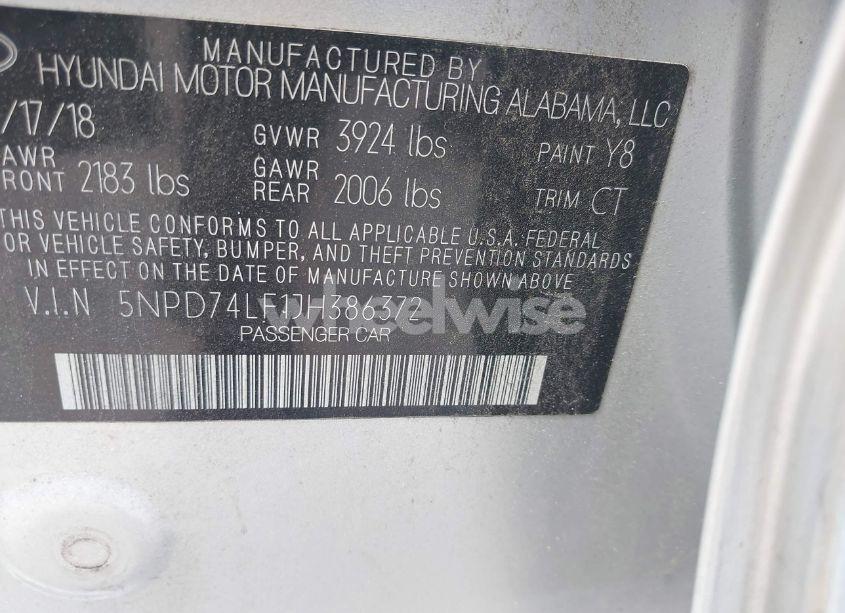 MANUFACTURED BY
HYUNDAI MOTOR MANUFACTURING ALABAMA, LLC
/17/18 GVWR 3924 lbs PAINT Y8
AWR FRONT 2183 lbs GAWR REAR 2006 lbs TRIM CT
THIS VEHICLE CONFORMS TO ALL APPLICABLE U.S.A. FEDERAL
OR VEHICLE SAFETY, BUMPER, AND THEFT PREVENTION STANDARDS
IN EFFECT ON THE DATE OF MANUFACTURE SHOWN ABOVE
V.I.N 5NPD74LF1JH386372
PASSENGER CAR
wheelwise